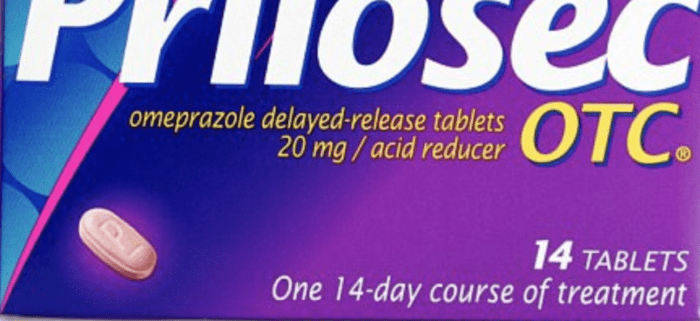 Prilosec
omeprazole delayed-release tablets
20 mg / acid reducer
OTC®
14 TABLETS
One 14-day course of treatment